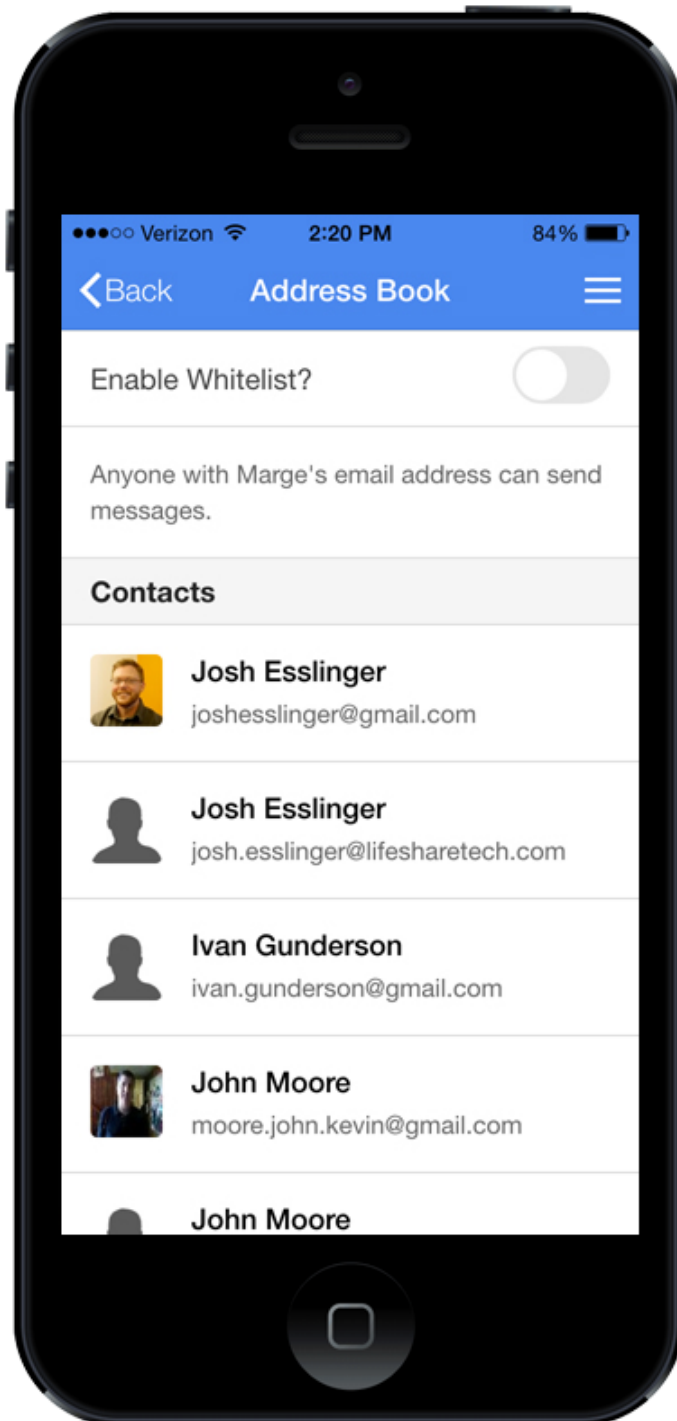 Verizon 2:20 PM 84%
Back Address Book
Enable Whitelist?
Anyone with Marge's email address can send
messages.
Contacts
Josh Esslinger
joshesslinger@gmail.com
Josh Esslinger
josh.esslinger@lifesharetech.com
Ivan Gunderson
ivan.gunderson@gmail.com
John Moore
moore.john.kevin@gmail.com
John Moore